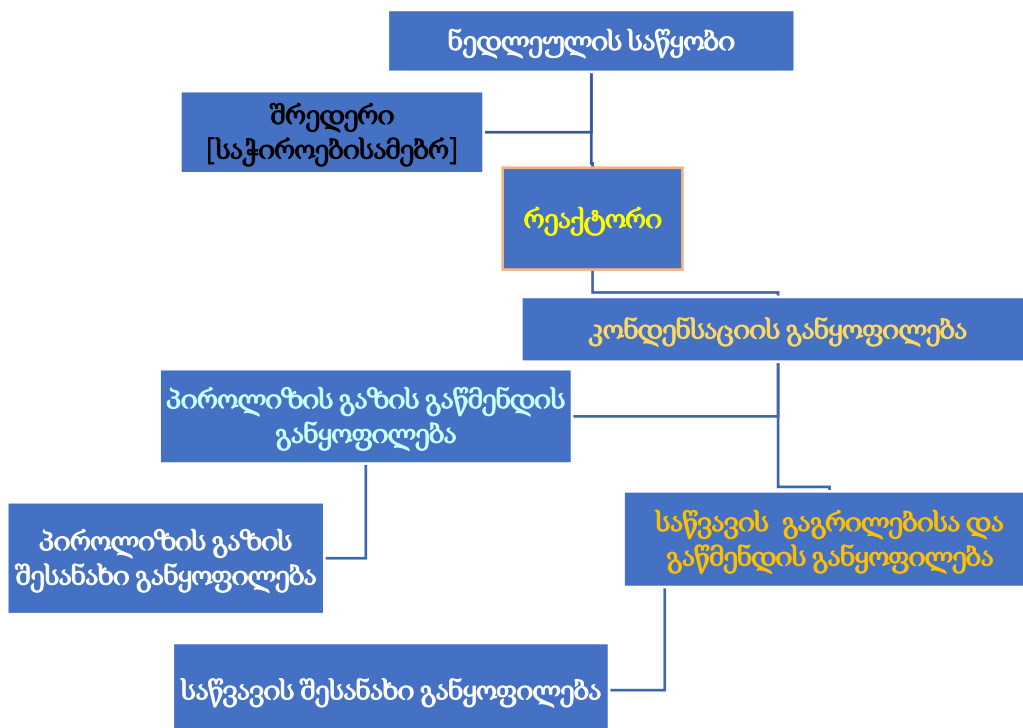 ნედლეულის საწყობი
შრედერი
[საჭიროებისამებრ]
რეაქტორი
კონდენსაციის განყოფილება
პიროლიზის გაზის გაწმენდის
განყოფილება
საწვავის გაგრილებისა და
გაწმენდის განყოფილება
პიროლიზის გაზის
შესანახი განყოფილება
საწვავის შესანახი განყოფილება